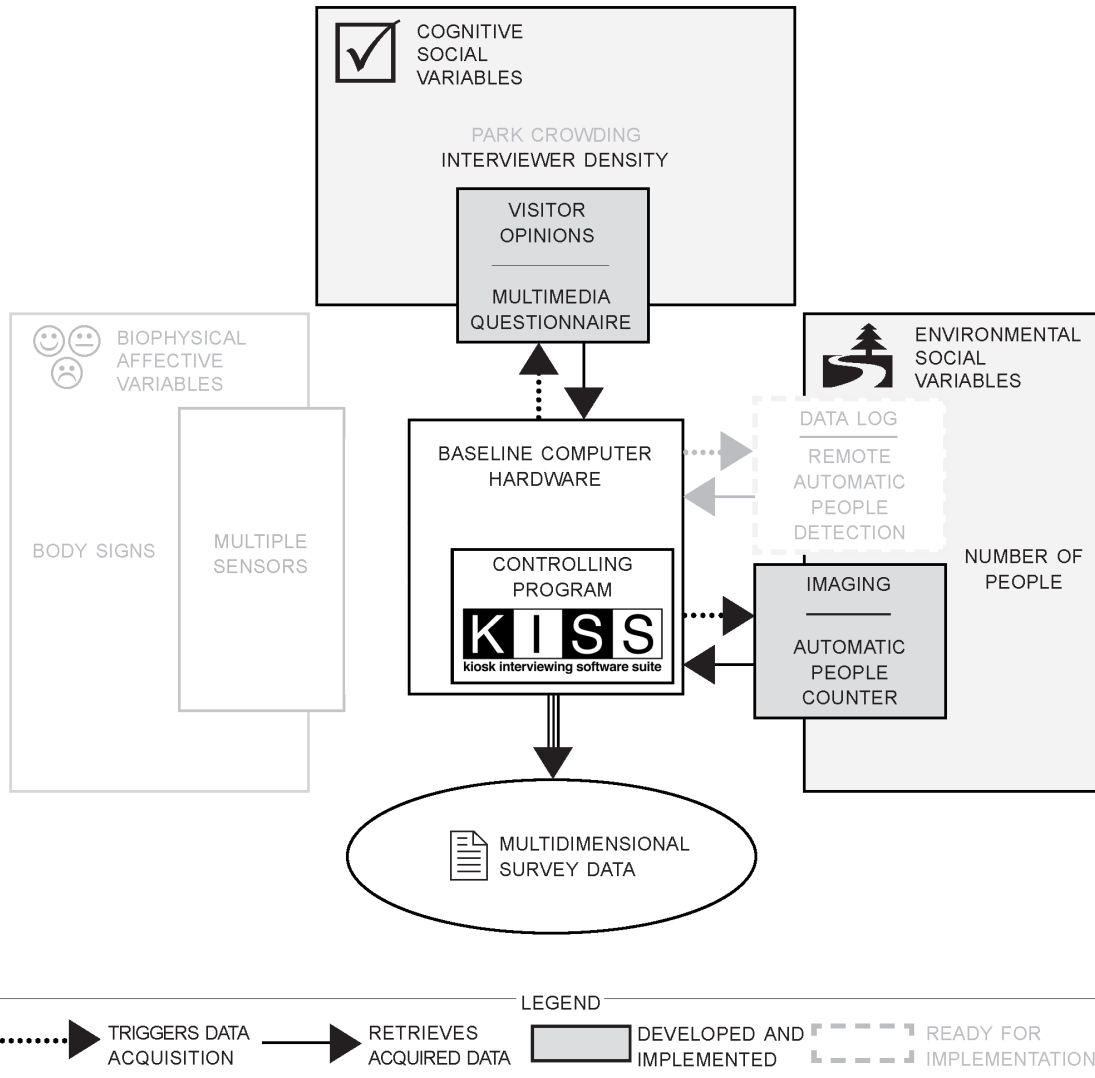 COGNITIVE
SOCIAL
VARIABLES
PARK CROWDING
INTERVIEWER DENSITY
VISITOR
OPINIONS
MULTIMEDIA
QUESTIONNAIRE
BIOPHYSICAL
AFFECTIVE
VARIABLES
BODY SIGNS
MULTIPLE
SENSORS
BASELINE COMPUTER
HARDWARE
CONTROLLING
PROGRAM
KISS
kiosk interviewing software suite
ENVIRONMENTAL
SOCIAL
VARIABLES
DATA LOG
REMOTE
AUTOMATIC
PEOPLE
DETECTION
NUMBER OF
PEOPLE
IMAGING
AUTOMATIC
PEOPLE
COUNTER
MULTIDIMENSIONAL
SURVEY DATA
LEGEND
TRIGGERS DATA
ACQUISITION
RETRIEVES
ACQUIRED DATA
DEVELOPED AND
IMPLEMENTED
READY FOR
IMPLEMENTATION